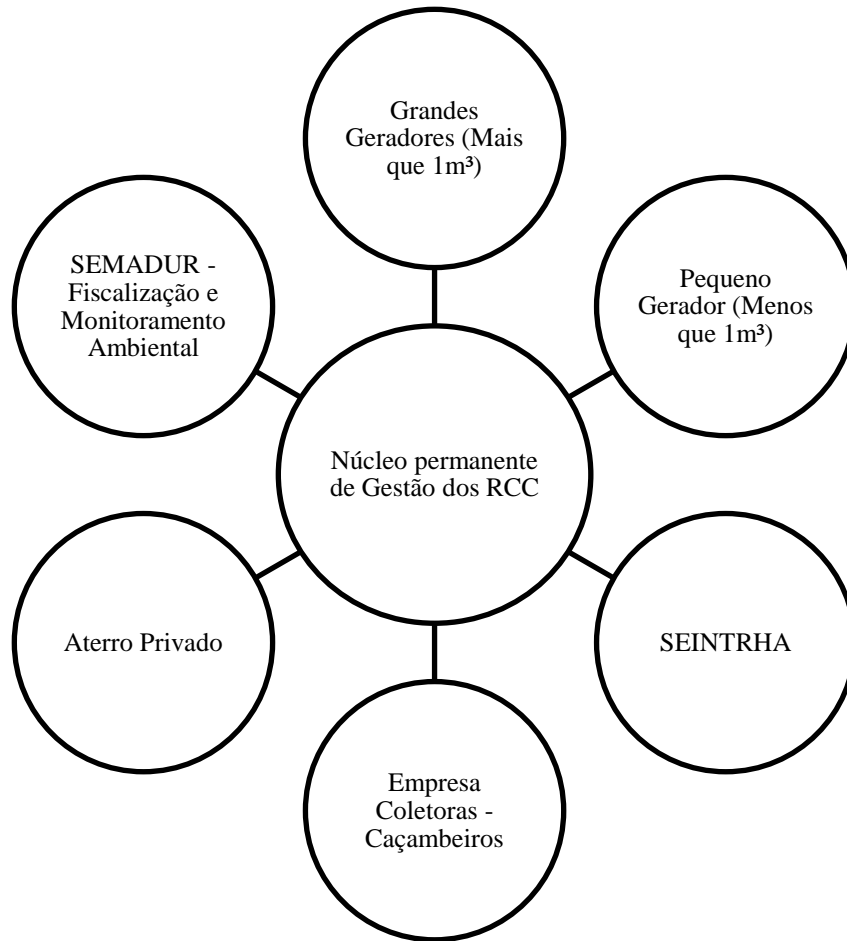 Grandes
Geradores (Mais
que 1m³)
SEMADUR -
Fiscalização e
Monitoramento
Ambiental
Pequeno
Gerador (Menos
que 1m³)
Núcleo permanente
de Gestão dos RCC
Aterro Privado
SEINTRHA
Empresa
Coletoras -
Caçambeiros